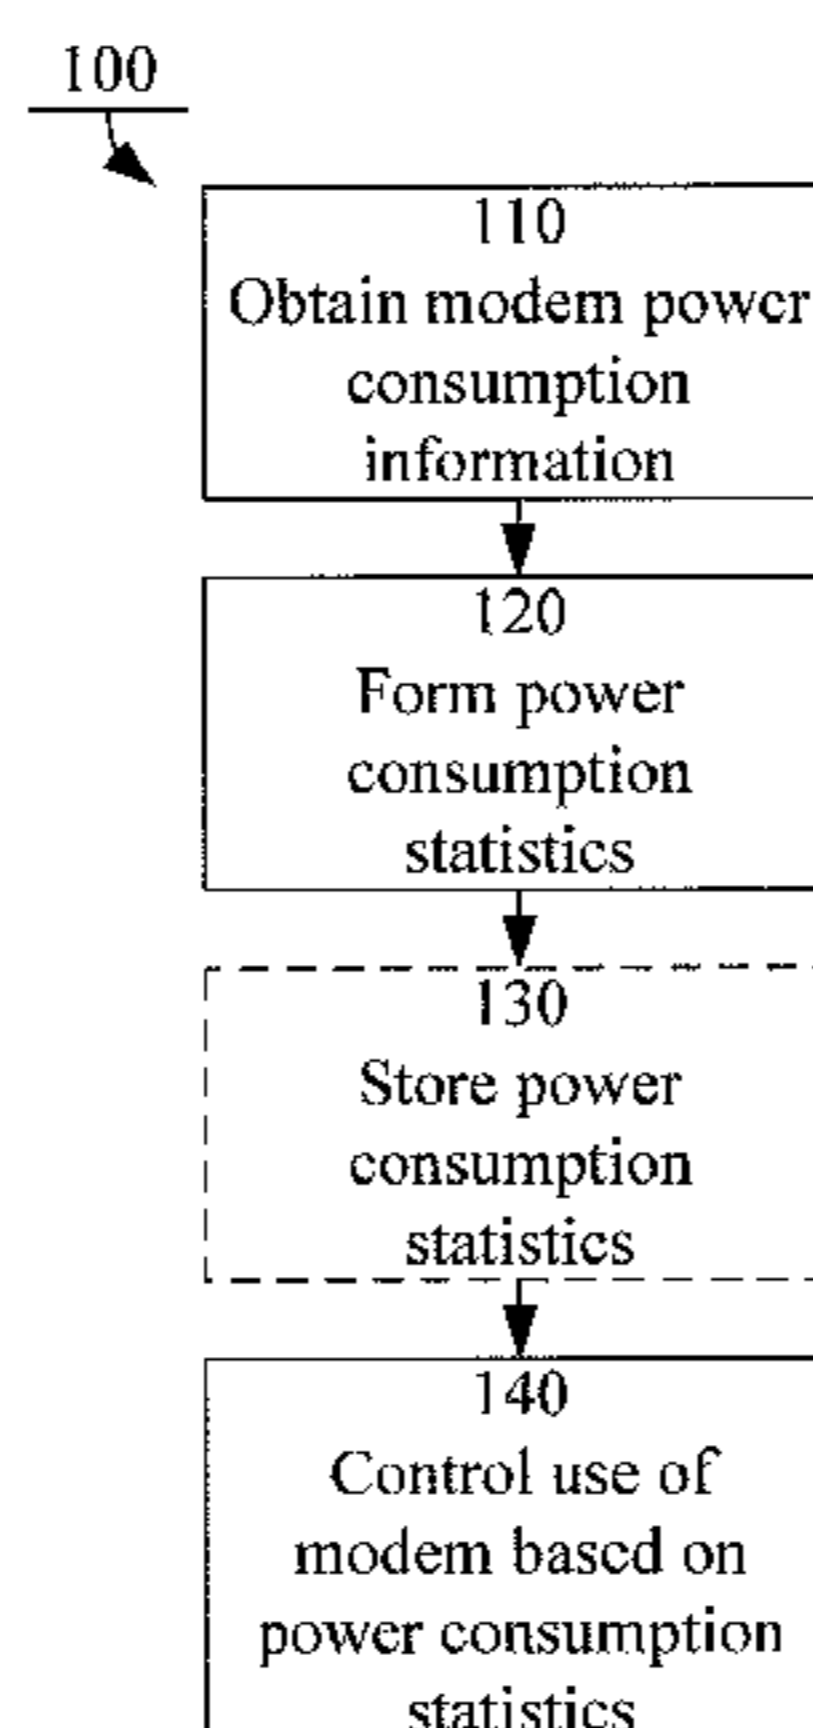 100
110
Obtain modem power
consumption
information
120
Form power
consumption
statistics
130
Store power
consumption
statistics
140
Control use of
modem based on
power consumption
statistics